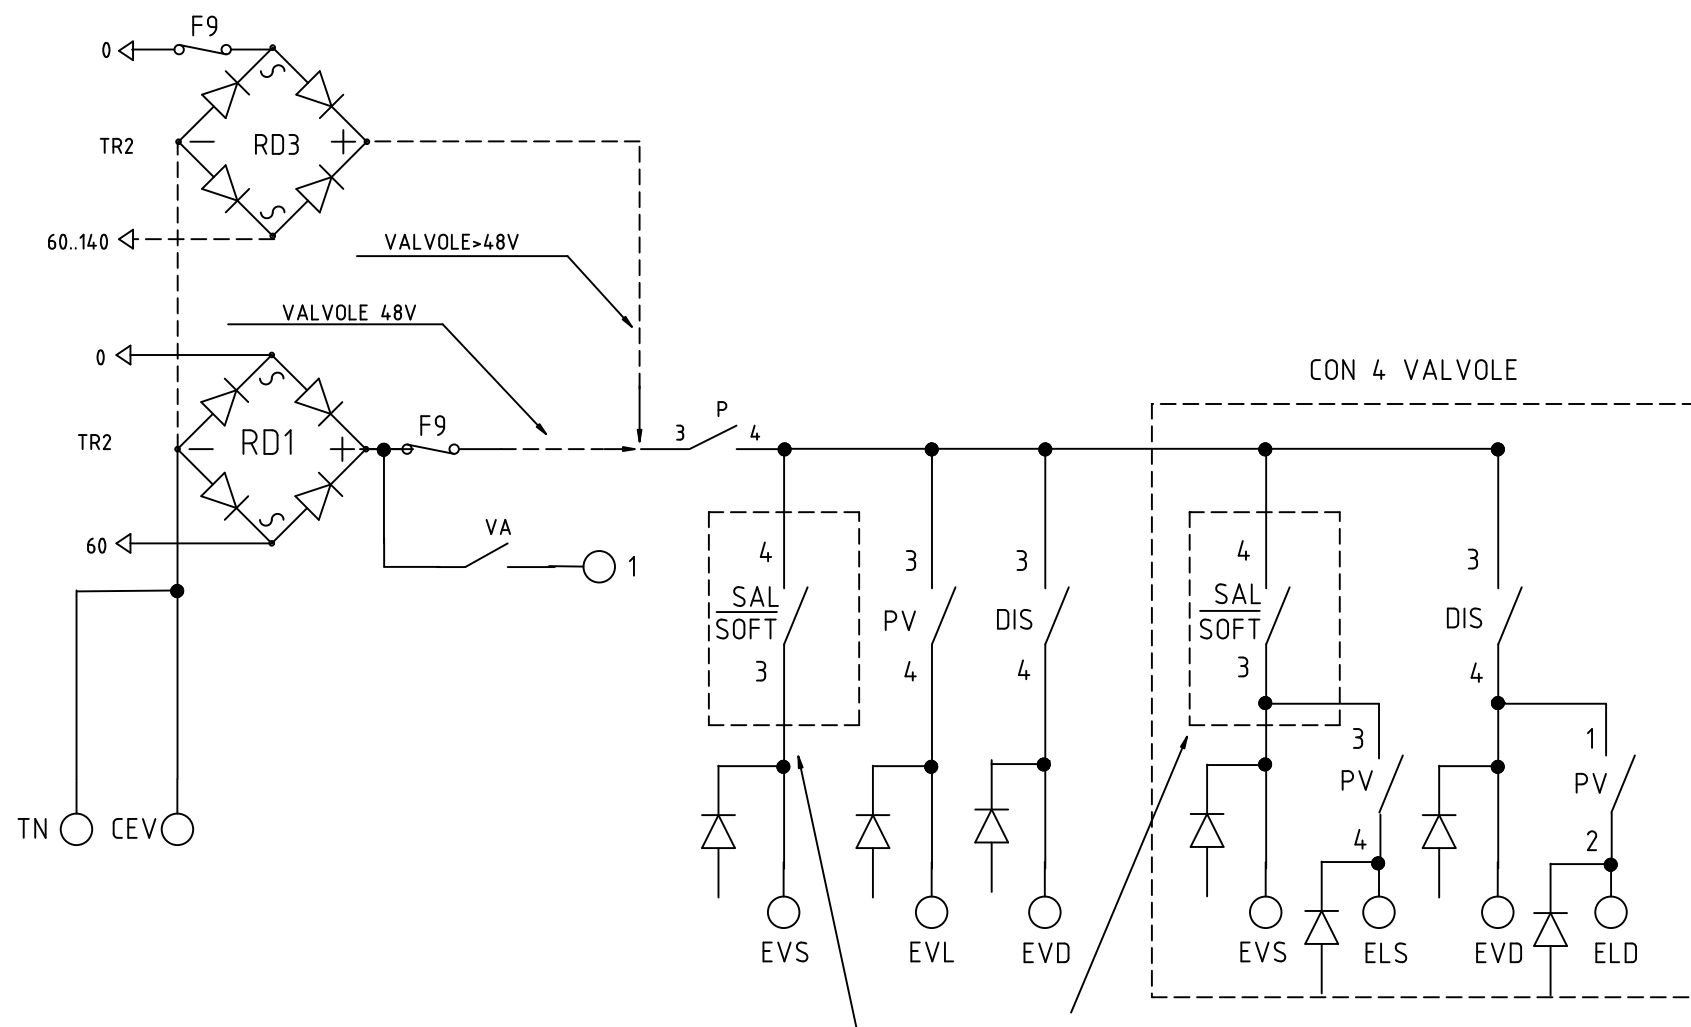 F9
0
TR2
RD3
60..140
VALVOLE>48V
VALVOLE 48V
0
CON 4 VALVOLE
TR2
RD1
F9
3
P
4
60
VA
1
4
SAL
SOFT
3
3
PV
4
3
DIS
4
4
SAL
SOFT
3
3
DIS
4
3
PV
4
1
PV
2
TN
CEV
EVS
EVL
EVD
EVS
ELS
EVD
ELD